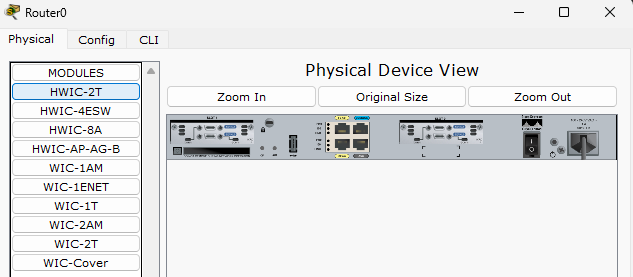 Router0
Physical Config CLI
MODULES
HWIC-2T
HWIC-4ESW
HWIC-8A
HWIC-AP-AG-B
WIC-1AM
WIC-1ENET
WIC-1T
WIC-2AM
WIC-2T
WIC-Cover
Physical Device View
Zoom In Original Size Zoom Out